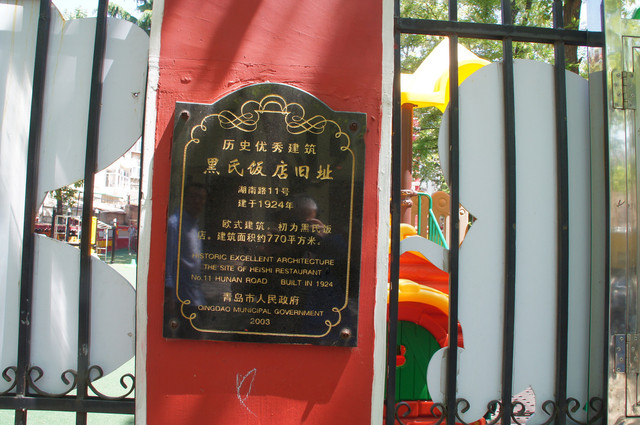 历史优秀建筑
黑氏饭店旧址
湖南路11号
建于1924年
欧式建筑。初为黑氏饭
店。建筑面积约770平方米。
HISTORIC EXCELLENT ARCHITECTURE
THE SITE OF HEISHI RESTAURANT
No.11 HUNAN ROAD BUILT IN 1924
青岛市人民政府
QINGDAO MUNICIPAL GOVERNMENT
2003